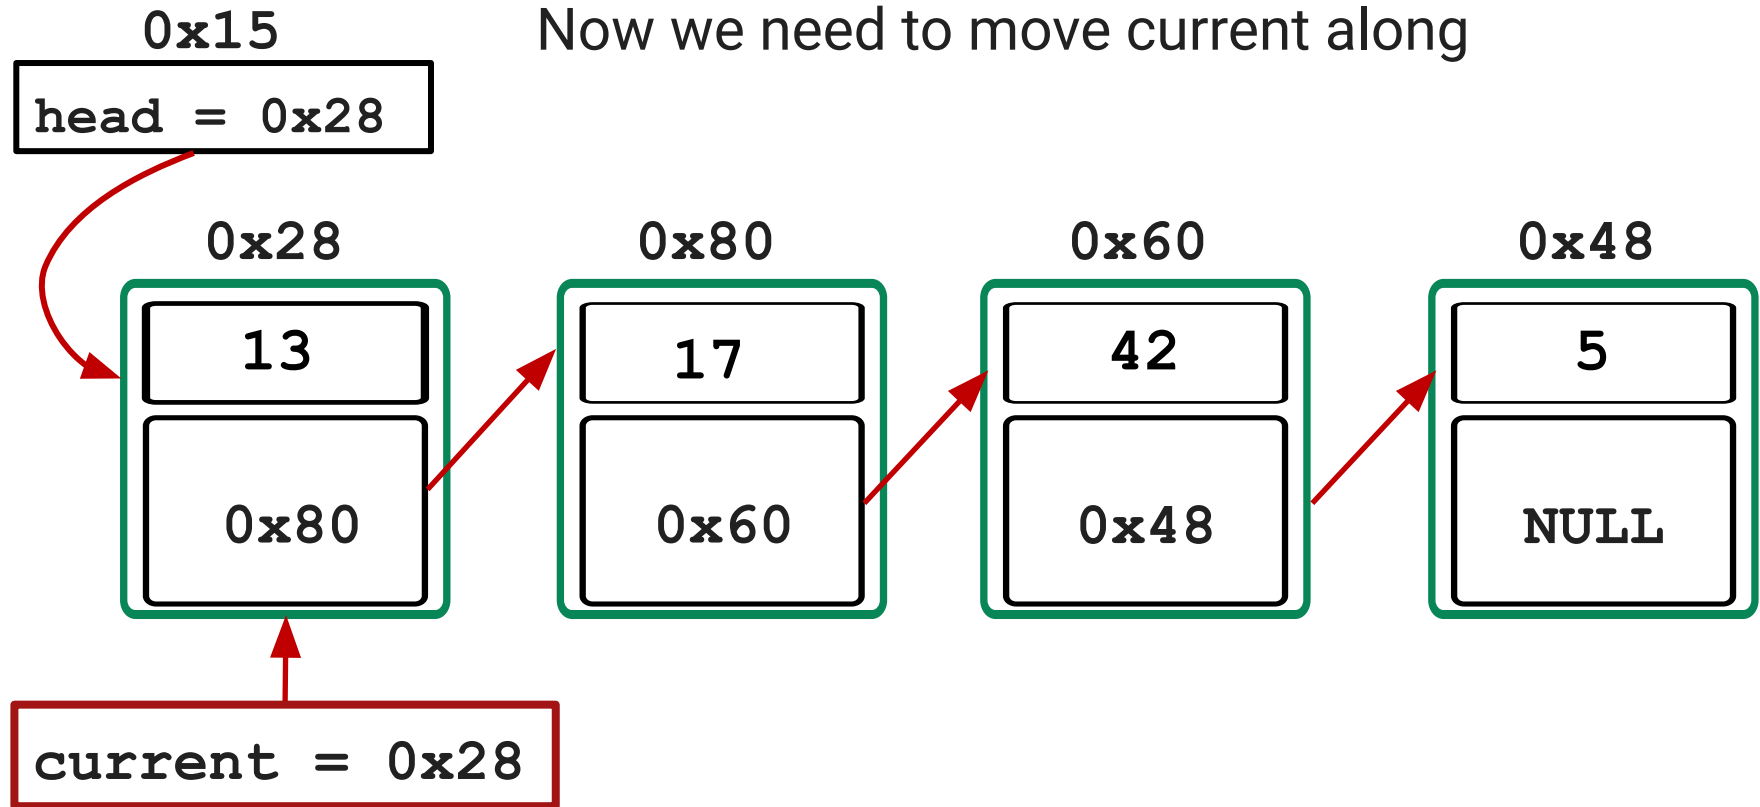 0x15
Now we need to move current along
head = 0x28
0x28
0x80
0x60
0x48
13
17
42
5
0x80
0x60
0x48
NULL
current = 0x28